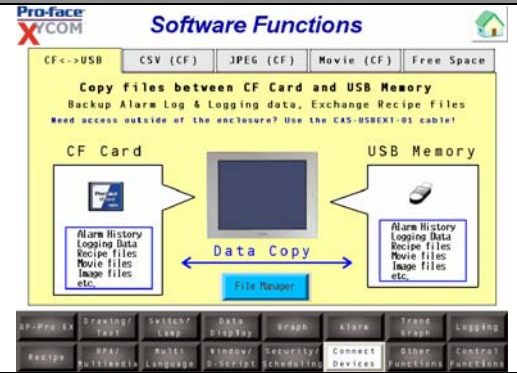 Pro-face
XYCOM
Software Functions
CF<->USB
CSV (CF)
JPEG (CF)
Movie (CF)
Free Space
Copy files between CF Card and USB Memory
Backup Alarm Log & Logging data, Exchange Recipe files
Need access outside of the enclosure? Use the CA5-USBEXT-01 cable!
CF Card
USB Memory
Alarm History
Logging Data
Recipe files
Movie files
Image files
etc.
Data Copy
Alarm History
Logging Data
Recipe files
Movie files
Image files
etc.
File Manager
GP-Pro EX
Drawing/
Text
Switch/
Lamp
Data
Display
Graph
Alarm
Trend
Graph
Logging
Recipe
RPA/
Multimedia
Multi
Language
Window/
D-Script
Security/
Scheduling
Connect
Devices
Other
Functions
Control
Functions